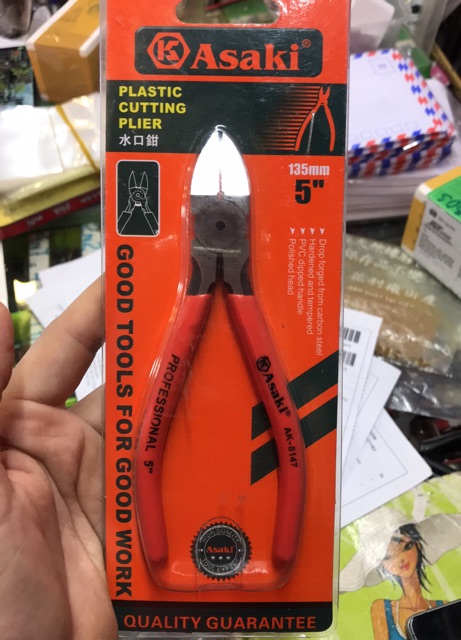 K Asaki®
PLASTIC
CUTTING
PLIER
水口鉗
135mm
5"
Drop forged from carbon steel
Hardened and tempered
PVC dipped handle
Polished head
GOOD TOOLS FOR GOOD WORK
PROFESSIONAL 5"
Asaki®
AK-8147
Asaki
QUALITY GUARANTEE